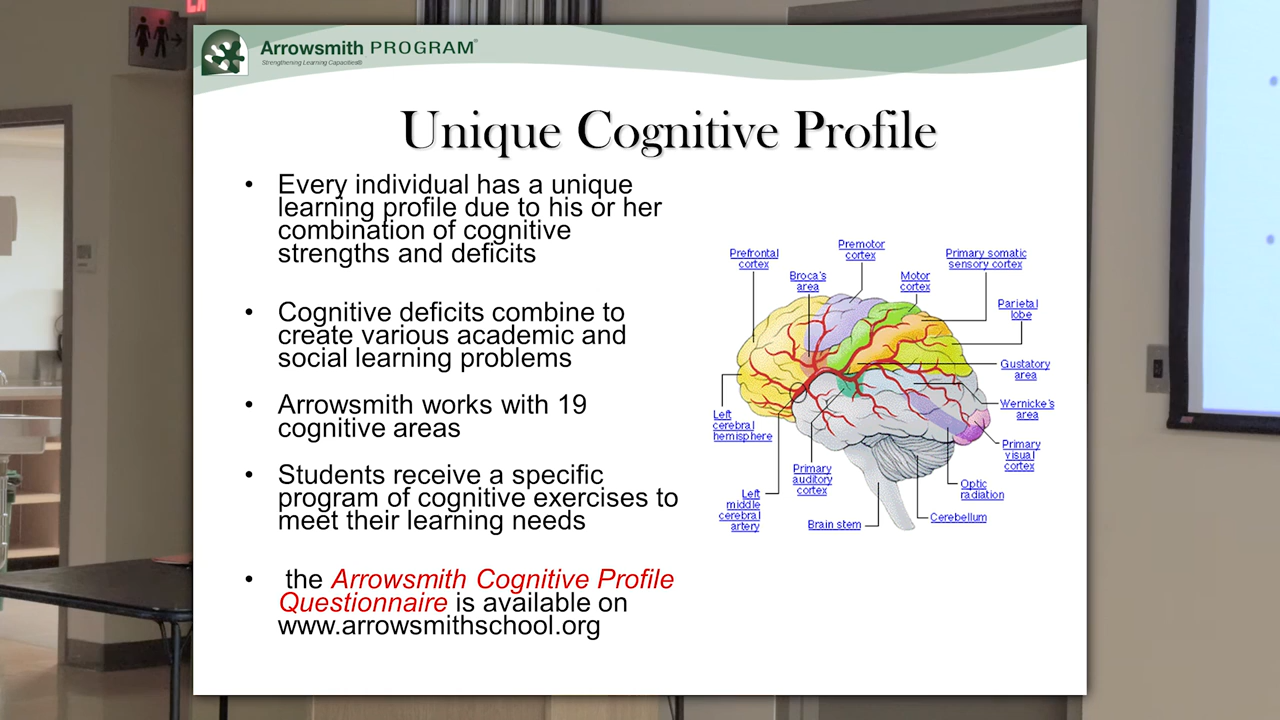 Arrowsmith PROGRAM®
Strengthening Learning Capacities®
Unique Cognitive Profile
• Every individual has a unique
learning profile due to his or her
combination of cognitive
strengths and deficits
• Cognitive deficits combine to
create various academic and
social learning problems
• Arrowsmith works with 19
cognitive areas
• Students receive a specific
program of cognitive exercises to
meet their learning needs
• the Arrowsmith Cognitive Profile
Questionnaire is available on
www.arrowsmithschool.org
Prefrontal
cortex
Broca's
area
Premotor
cortex
Motor
cortex
Primary somatic
sensory cortex
Parietal
lobe
Gustatory
area
Wernicke's
area
Primary
visual
cortex
Optic
radiation
Cerebellum
Brain stem
Primary
auditory
cortex
Left
middle
cerebral
artery
Left
cerebral
hemisphere